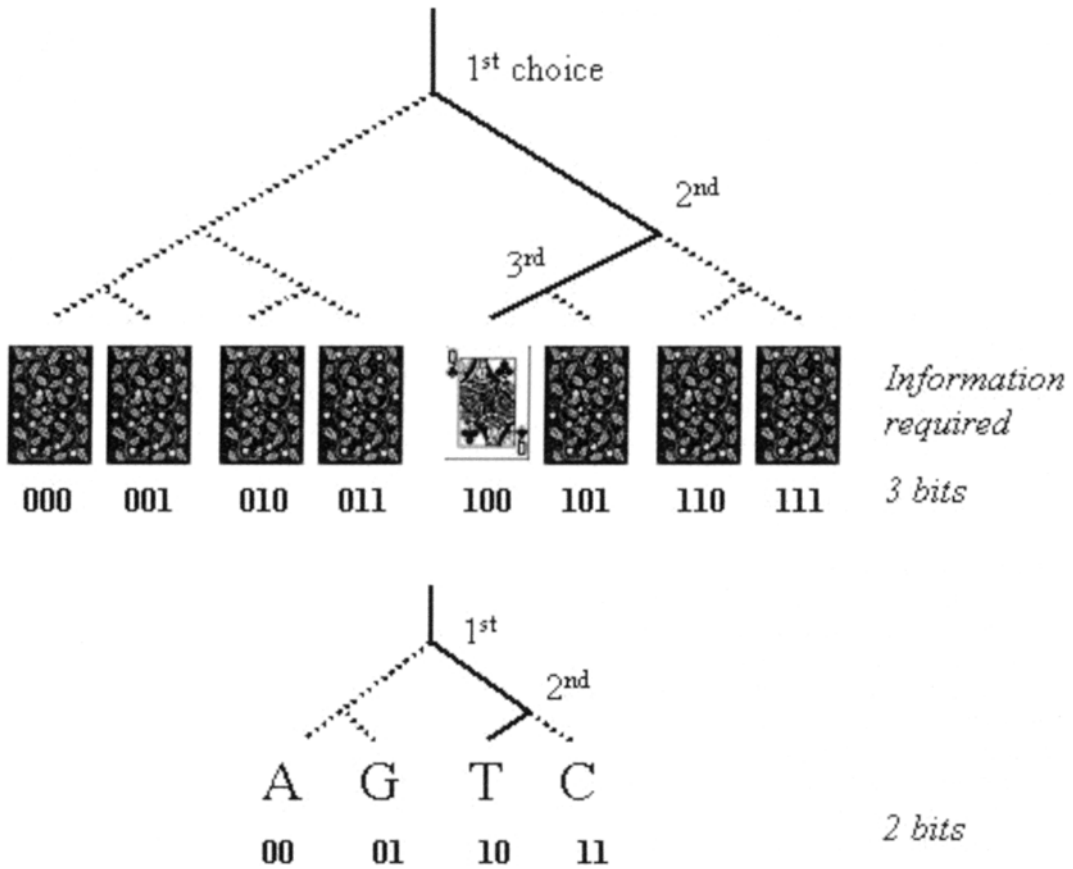 1st choice
2nd
3rd
Q
Q
Information
required
000 001 010 011 100 101 110 111
3 bits
1st
2nd
A G T C
00 01 10 11
2 bits